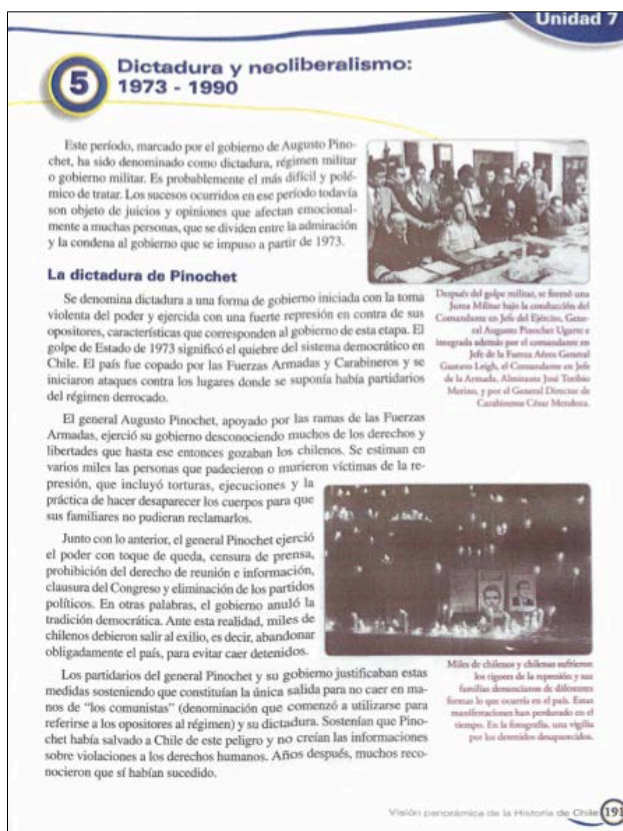 Unidad 7
5
Dictadura y neoliberalismo:
1973 - 1990
Este período, marcado por el gobierno de Augusto Pino-
chet, ha sido denominado como dictadura, régimen militar
o gobierno militar. Es probablemente el más difícil y polé-
mico de tratar. Los sucesos ocurridos en ese período todavía
son objeto de juicios y opiniones que afectan emocional-
mente a muchas personas, que se dividen entre la admiración
y la condena al gobierno que se impuso a partir de 1973.
La dictadura de Pinochet
Se denomina dictadura a una forma de gobierno iniciada con la toma
violenta del poder y ejercida con una fuerte represión en contra de sus
opositores, características que corresponden al gobierno de esta etapa. El
golpe de Estado de 1973 significó el quiebre del sistema democrático en
Chile. El país fue copado por las Fuerzas Armadas y Carabineros y se
iniciaron ataques contra los lugares donde se suponía había partidarios
del régimen derrocado.
El general Augusto Pinochet, apoyado por las ramas de las Fuerzas
Armadas, ejerció su gobierno desconociendo muchos de los derechos y
libertades que hasta ese entonces gozaban los chilenos. Se estiman en
varios miles las personas que padecieron o murieron víctimas de la re-
presión, que incluyó torturas, ejecuciones y la
práctica de hacer desaparecer los cuerpos para que
sus familiares no pudieran reclamarlos.
Junto con lo anterior, el general Pinochet ejerció
el poder con toque de queda, censura de prensa,
prohibición del derecho de reunión e información,
clausura del Congreso y eliminación de los partidos
políticos. En otras palabras, el gobierno anuló la
tradición democrática. Ante esta realidad, miles de
chilenos debieron salir al exilio, es decir, abandonar
obligadamente el país, para evitar caer detenidos.
Los partidarios del general Pinochet y su gobierno justificaban estas
medidas sosteniendo que constituían la única salida para no caer en ma-
nos de “los comunistas” (denominación que comenzó a utilizarse para
referirse a los opositores al régimen) y su dictadura. Sostenían que Pino-
chet había salvado a Chile de este peligro y no creían las informaciones
sobre violaciones a los derechos humanos. Años después, muchos reco-
nocieron que sí habían sucedido.
Después del golpe militar, se formó una
Junta Militar bajo la conducción del
Comandante en Jefe del Ejército, Gene-
ral Augusto Pinochet Ugarte e
integrada además por el comandante en
Jefe de la Fuerza Aérea General
Gustavo Leigh, el Comandante en Jefe
de la Armada, Almirante José Toribio
Merino, y por el General Director de
Carabineros César Mendoza.
Miles de chilenos y chilenas sufrieron
los rigores de la represión y sus
familias denunciaron de diferentes
formas lo que ocurría en el país. Estas
manifestaciones han perdurado en el
tiempo. En la fotografía, una vigilia
por los detenidos desaparecidos.
Visión panorámica de la Historia de Chile 191